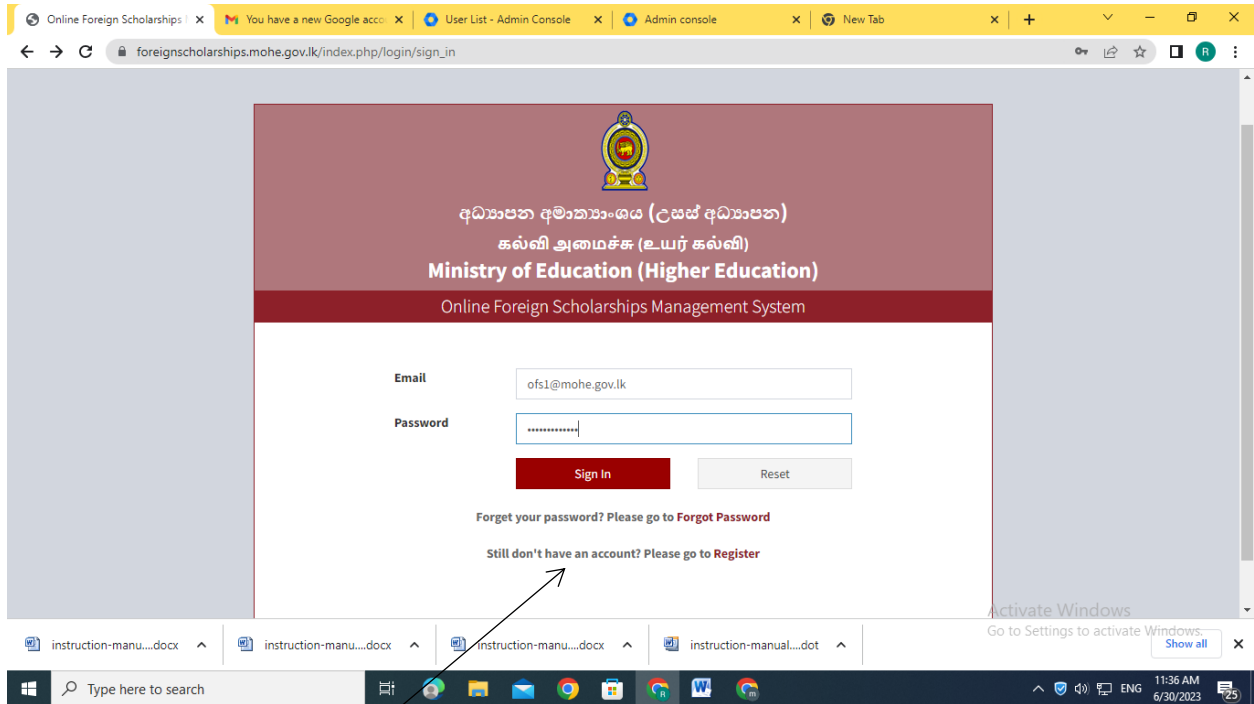 Online Foreign Scholarships
You have a new Google acco
User List - Admin Console
Admin console
New Tab
foreignscholarships.mohe.gov.lk/index.php/login/sign_in
R
අධ්‍යාපන අමාත්‍යාංශය (උසස් අධ්‍යාපන)
கல்வி அமைச்சு (உயர் கல்வி)
Ministry of Education (Higher Education)
Online Foreign Scholarships Management System
Email
ofs1@mohe.gov.lk
Password
•••••••••••••
Sign In
Reset
Forget your password? Please go to Forgot Password
Still don't have an account? Please go to Register
Activate Windows
Go to Settings to activate Windows.
instruction-manu....docx
instruction-manu....docx
instruction-manu....docx
instruction-manual....dot
Show all
Type here to search
ENG
11:36 AM
6/30/2023
25